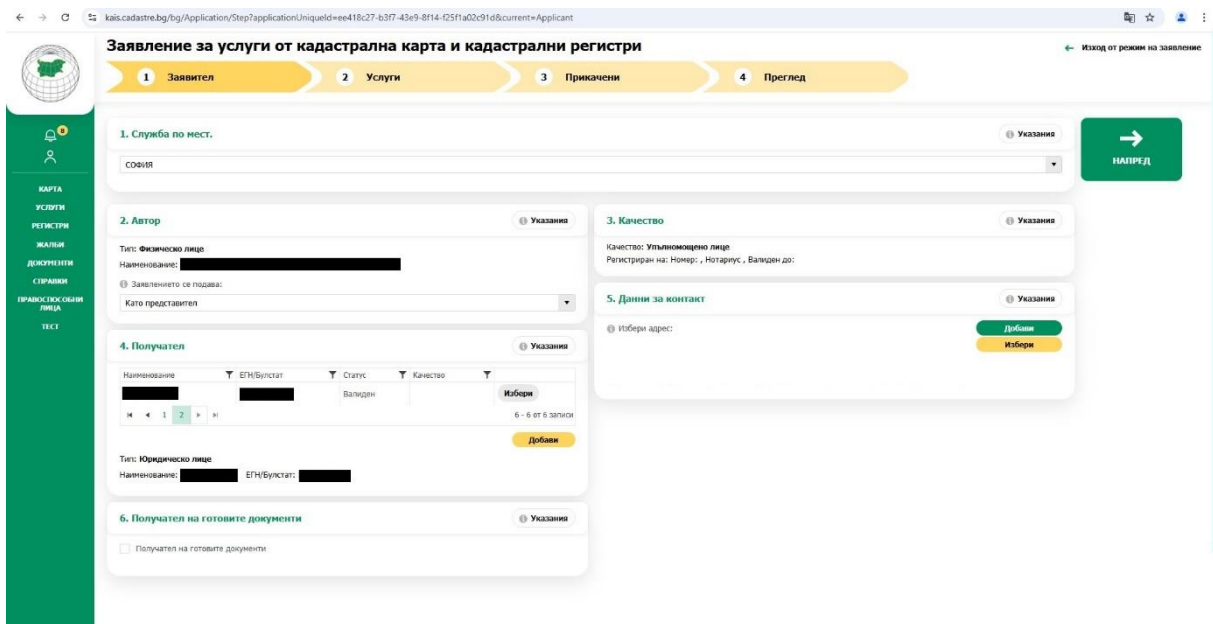 kais.cadastre.bg/bg/Application/Step?applicationUniqueId=ee418c27-b3f7-43e9-8f14-f25f1a02c91d&current=Applicant
Заявление за услуги от кадастрална карта и кадастрални регистри
Изход от режим на заявление
1 Заявител
2 Услуги
3 Прикачени
4 Преглед
8
КАРТА
УСЛУГИ
РЕГИСТРИ
ЖАЛБИ
ДОКУМЕНТИ
СПРАВКИ
ПРАВОСПОСОБНИ
ЛИЦА
ТЕСТ
1. Служба по мест.
Указания
СОФИЯ
НАПРЕД
2. Автор
Указания
Тип: Физическо лице
Наименование:
Заявлението се подава:
Като представител
3. Качество
Указания
Качество: Упълномощено лице
Регистриран на: Номер: , Нотариус , Валиден до:
4. Получател
Указания
Наименование ЕГН/Булстат Статус Качество
Валиден Избери
1 2 6 - 6 от 6 записи
Добави
Тип: Юридическо лице
Наименование: ЕГН/Булстат:
5. Данни за контакт
Указания
Избери адрес:
Добави
Избери
6. Получател на готовите документи
Указания
Получател на готовите документи